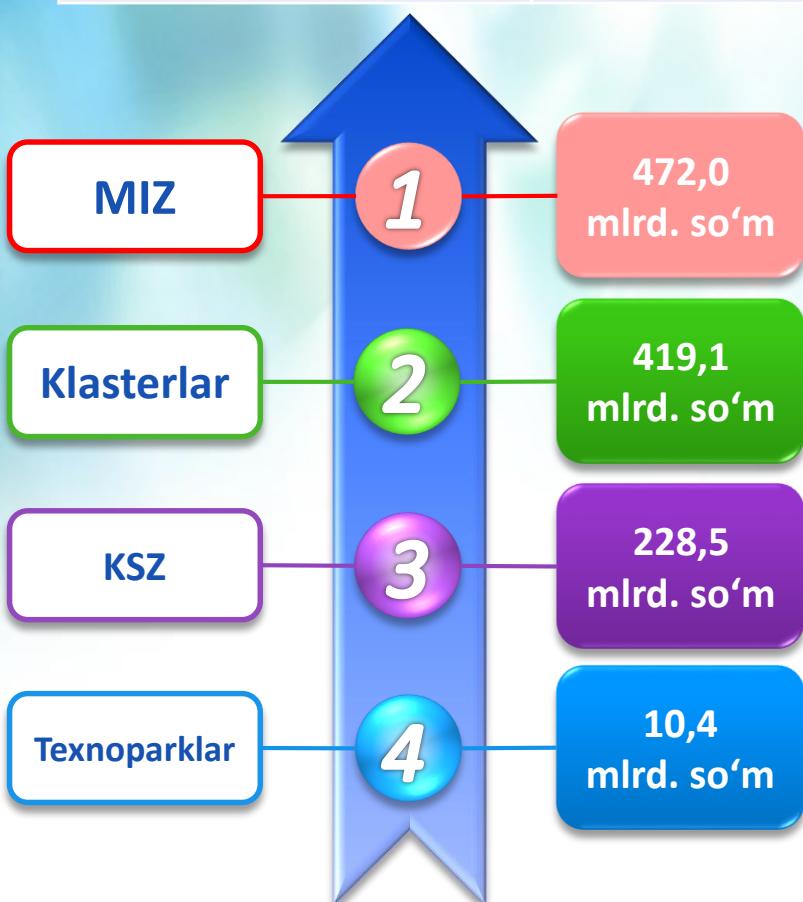 MIZ
1
472,0
mlrd. so‘m
Klasterlar
2
419,1
mlrd. so‘m
KSZ
3
228,5
mlrd. so‘m
Texnoparklar
4
10,4
mlrd. so‘m